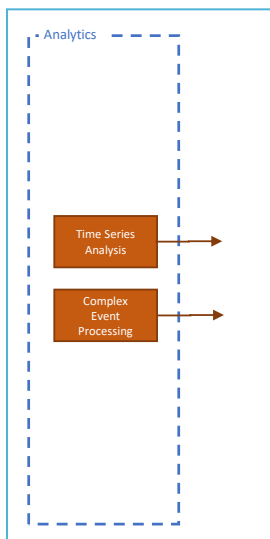 Analytics
Time Series
Analysis
Complex
Event
Processing